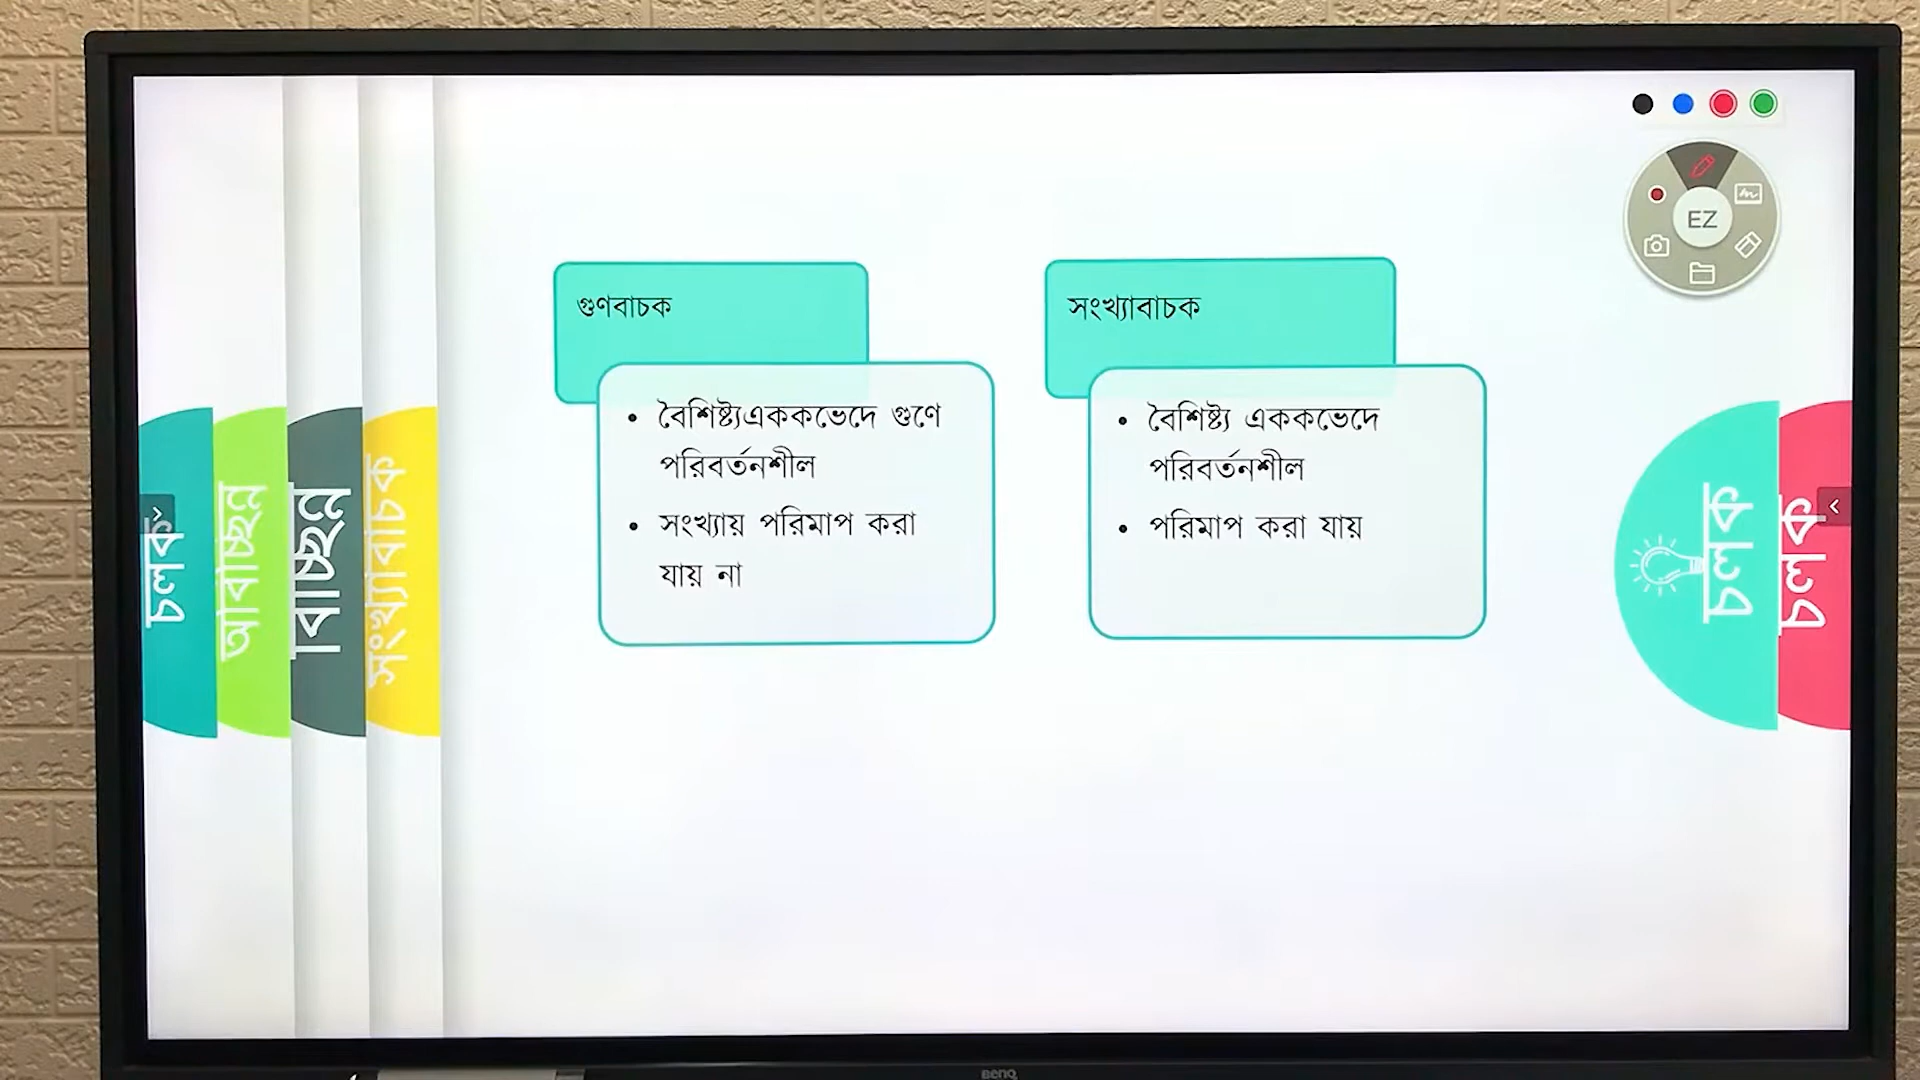 EZ
গুণবাচক
বৈশিষ্ট্যএককভেদে গুণে
পরিবর্তনশীল
সংখ্যায় পরিমাপ করা
যায় না
সংখ্যাবাচক
বৈশিষ্ট্য এককভেদে
পরিবর্তনশীল
পরিমাপ করা যায়
চলক
অবিচ্ছিন্ন
বিচ্ছিন্ন
সংখ্যাবাচক
চলক
চলক
BenQ